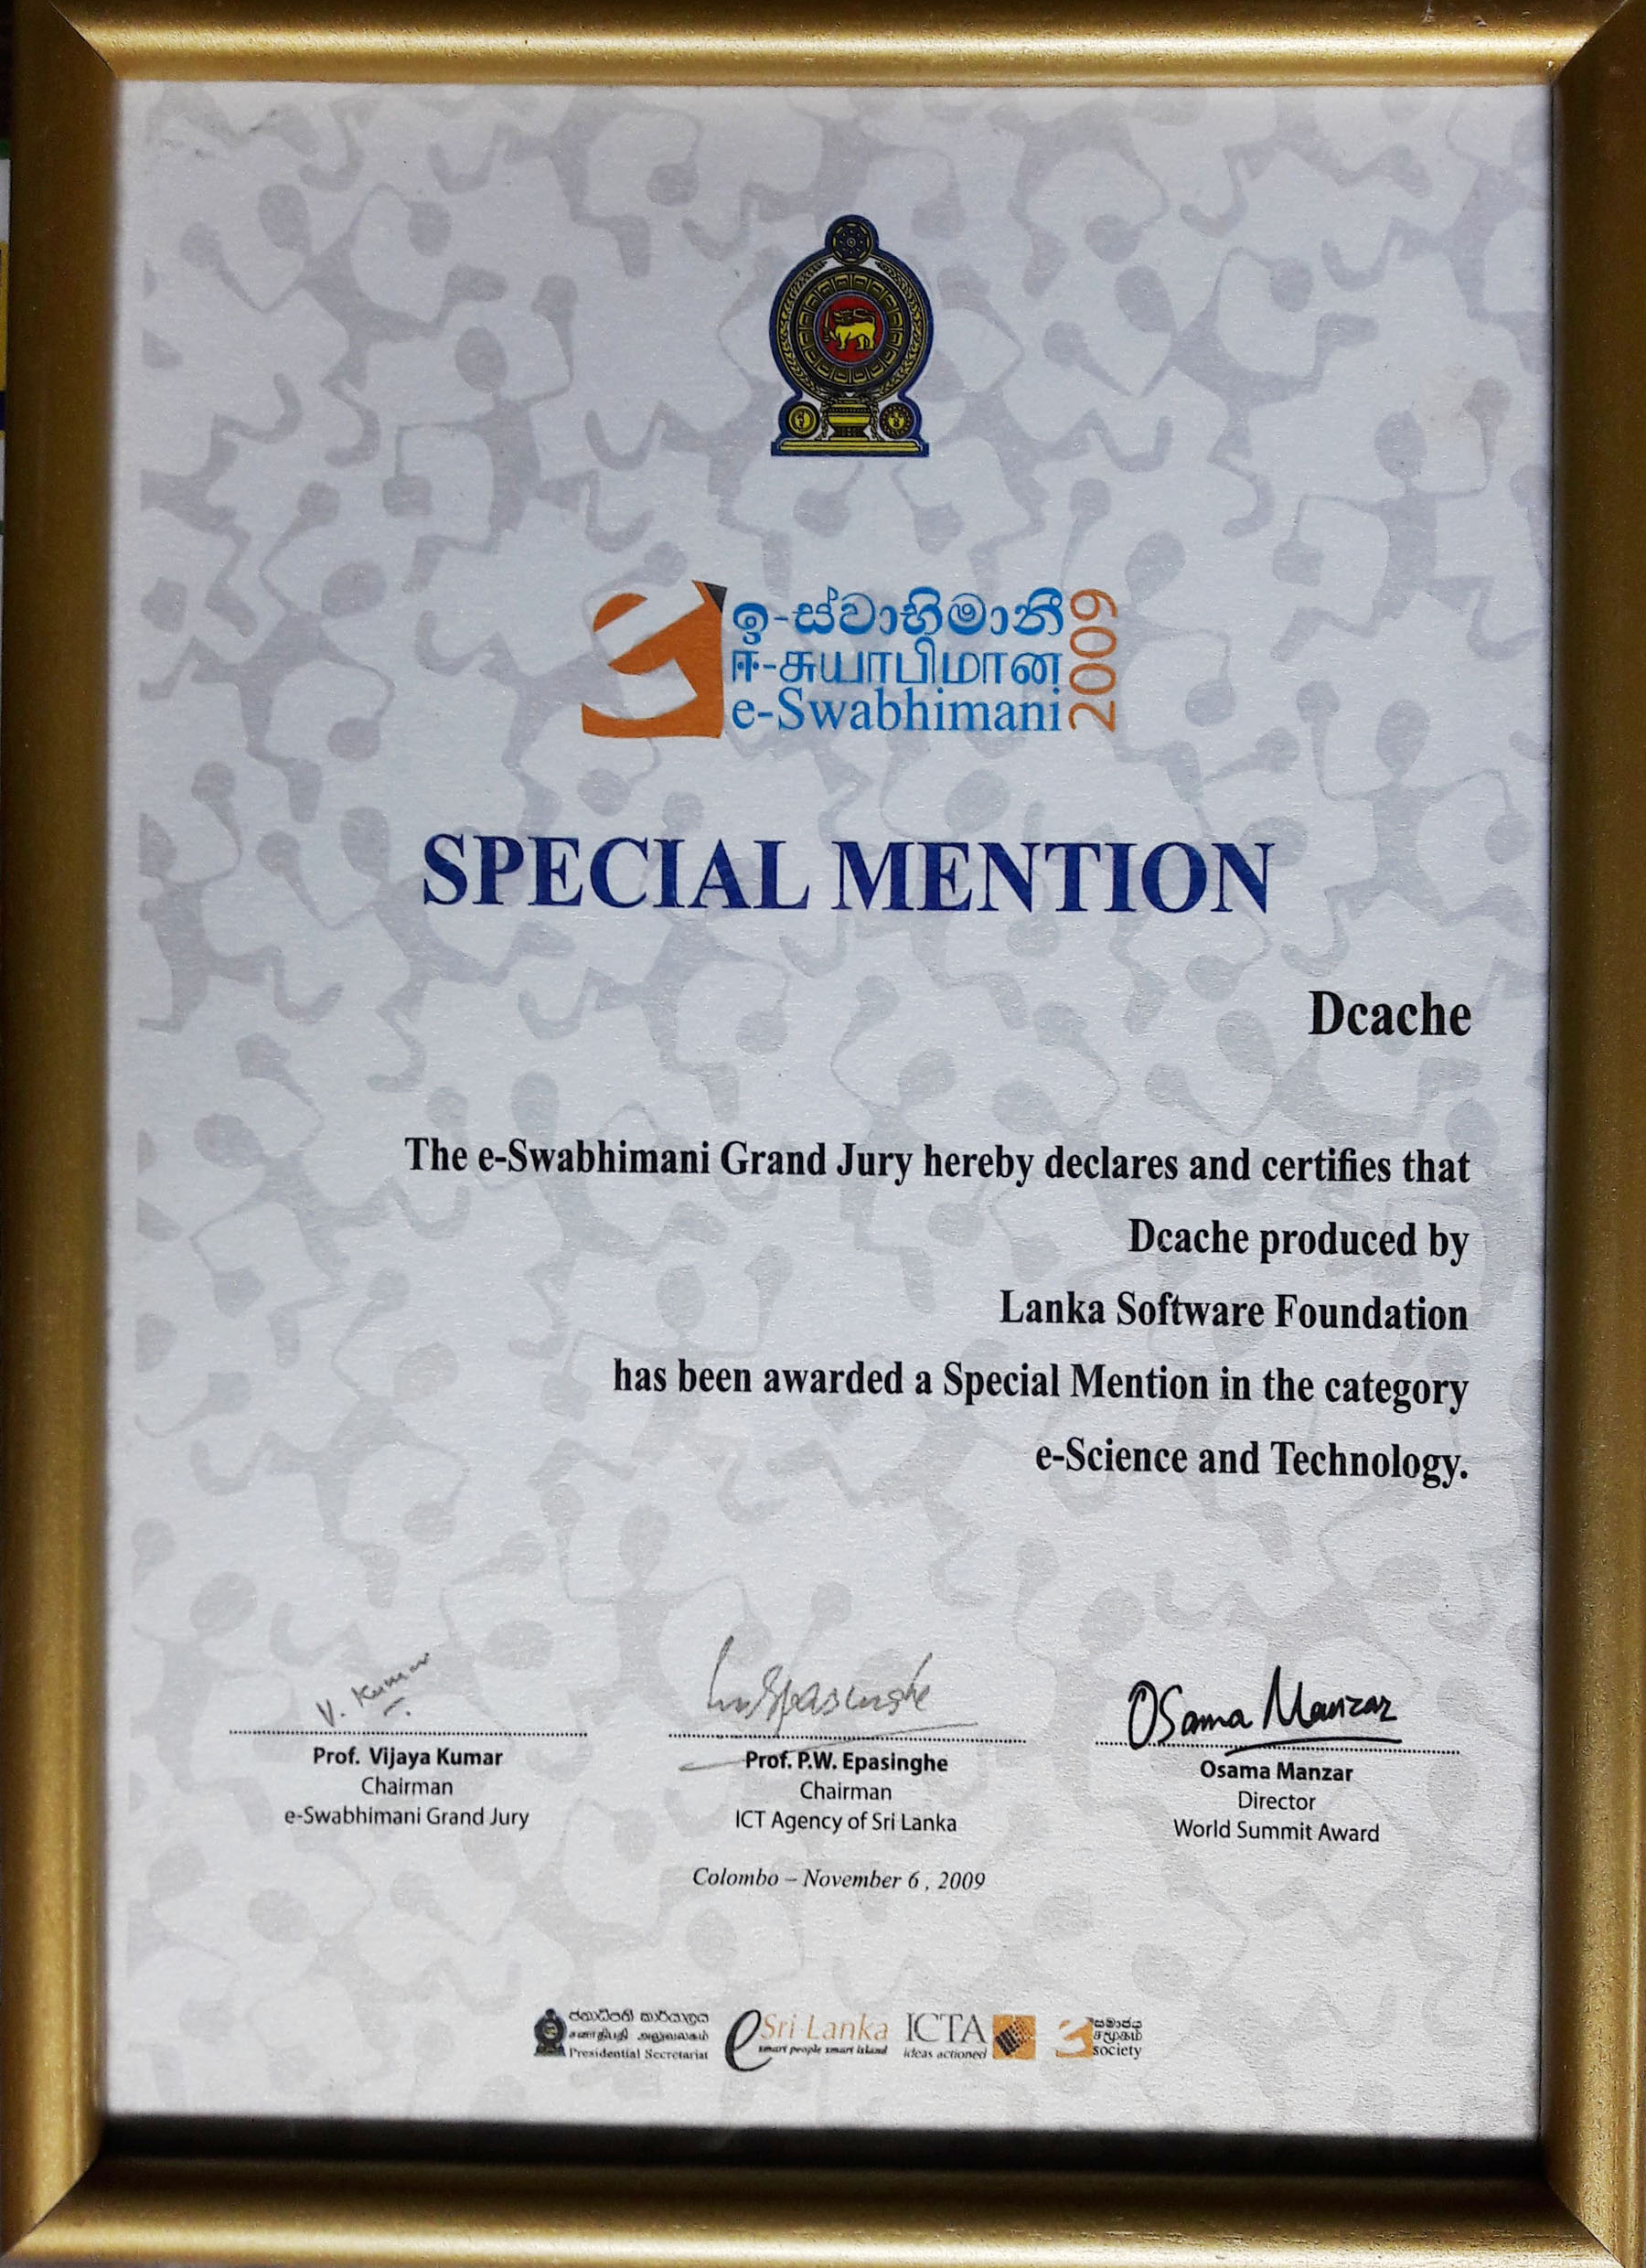 ඉ-ස්වාභිමානී
ஈ-சுயாபிமான
e-Swabhimani
2009
SPECIAL MENTION
Dcache
The e-Swabhimani Grand Jury hereby declares and certifies that
Dcache produced by
Lanka Software Foundation
has been awarded a Special Mention in the category
e-Science and Technology.
V. Kumar
Osama Manzar
Prof. Vijaya Kumar
Chairman
e-Swabhimani Grand Jury
Prof. P.W. Epasinghe
Chairman
ICT Agency of Sri Lanka
Osama Manzar
Director
World Summit Award
Colombo – November 6 , 2009
ජනාධිපති කාර්යාලය
சனாதிபதி அலுவலகம்
Presidential Secretariat
e Sri Lanka
smart people smart island
ICTA
ideas actioned
සමාජය
சமூகம்
society